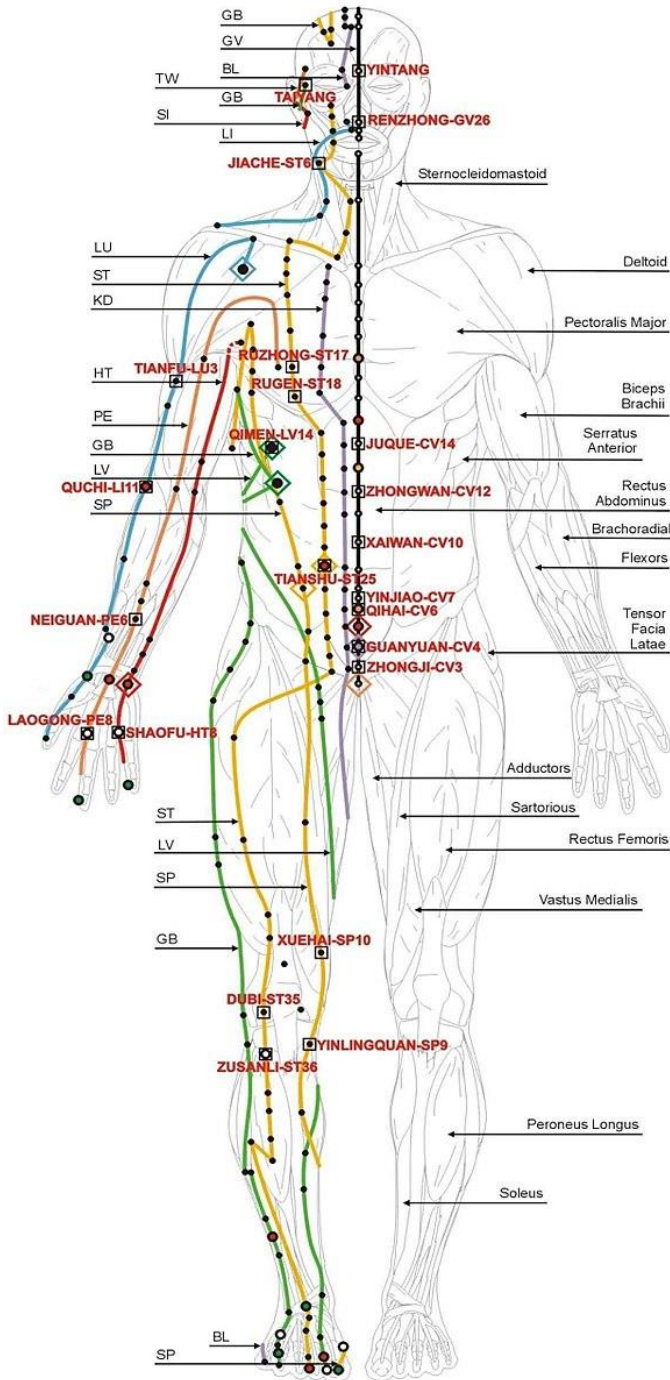 GB
GV
BL
YINTANG
TW
TAIYANG
GB
SI
RENZHONG-GV26
LI
JIACHE-ST6
Sternocleidomastoid
LU
ST
Deltoid
KD
Pectoralis Major
RUZHONG-ST17
TIANFU-LU3
HT
RUGEN-ST18
Biceps
Brachii
PE
QIMEN-LV14
JUQUE-CV14
Serratus
Anterior
GB
LV
QUCHI-LI11
ZHONGWAN-CV12
Rectus
Abdominus
SP
Brachoradial
XAIWAN-CV10
Flexors
TIANSHU-ST25
YINJIAO-CV7
QIHAI-CV6
Tensor
Facia
Latae
NEIGUAN-PE6
GUANYUAN-CV4
ZHONGJI-CV3
LAOGONG-PE8
SHAOFU-HT8
Adductors
ST
Sartorious
LV
Rectus Femoris
SP
Vastus Medialis
GB
XUEHAI-SP10
DUBI-ST35
YINLINGQUAN-SP9
ZUSANLI-ST36
Peroneus Longus
Soleus
BL
SP